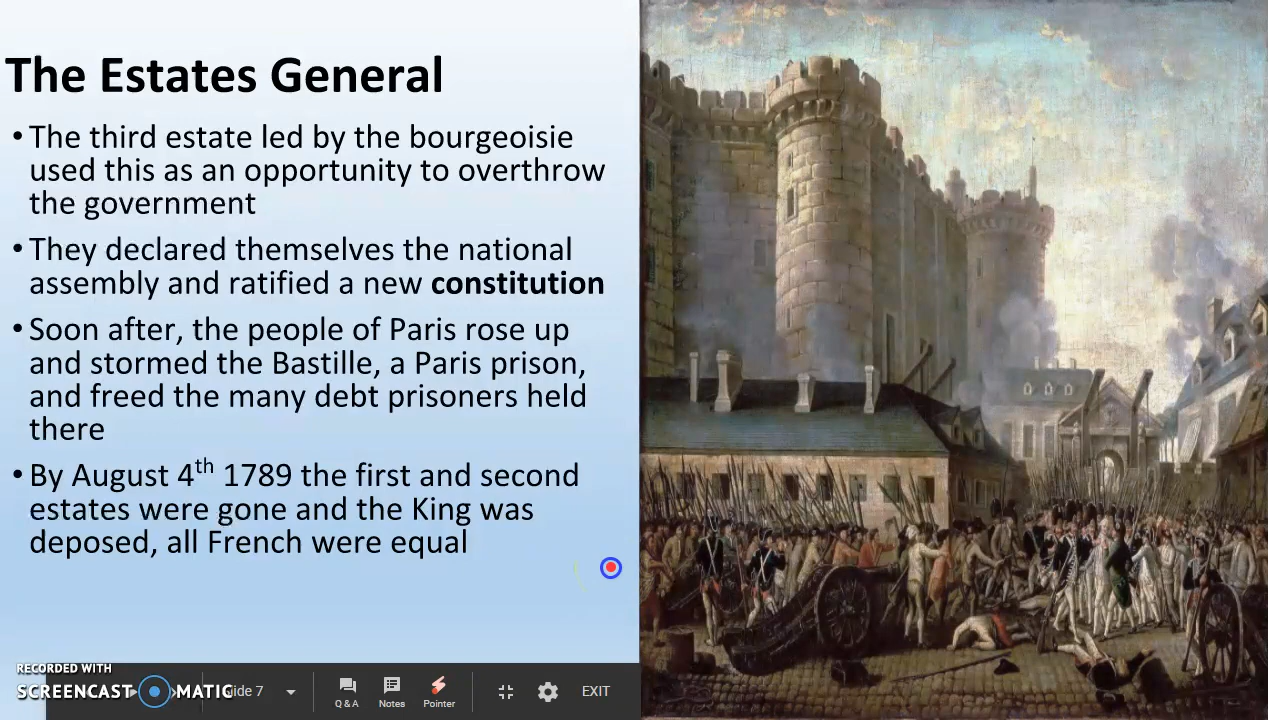 The Estates General
• The third estate led by the bourgeoisie
used this as an opportunity to overthrow
the government
• They declared themselves the national
assembly and ratified a new constitution
• Soon after, the people of Paris rose up
and stormed the Bastille, a Paris prison,
and freed the many debt prisoners held
there
• By August 4th 1789 the first and second
estates were gone and the King was
deposed, all French were equal
RECORDED WITH
SCREENCAST MATIC
lide 7
Q & A
Notes
Pointer
EXIT